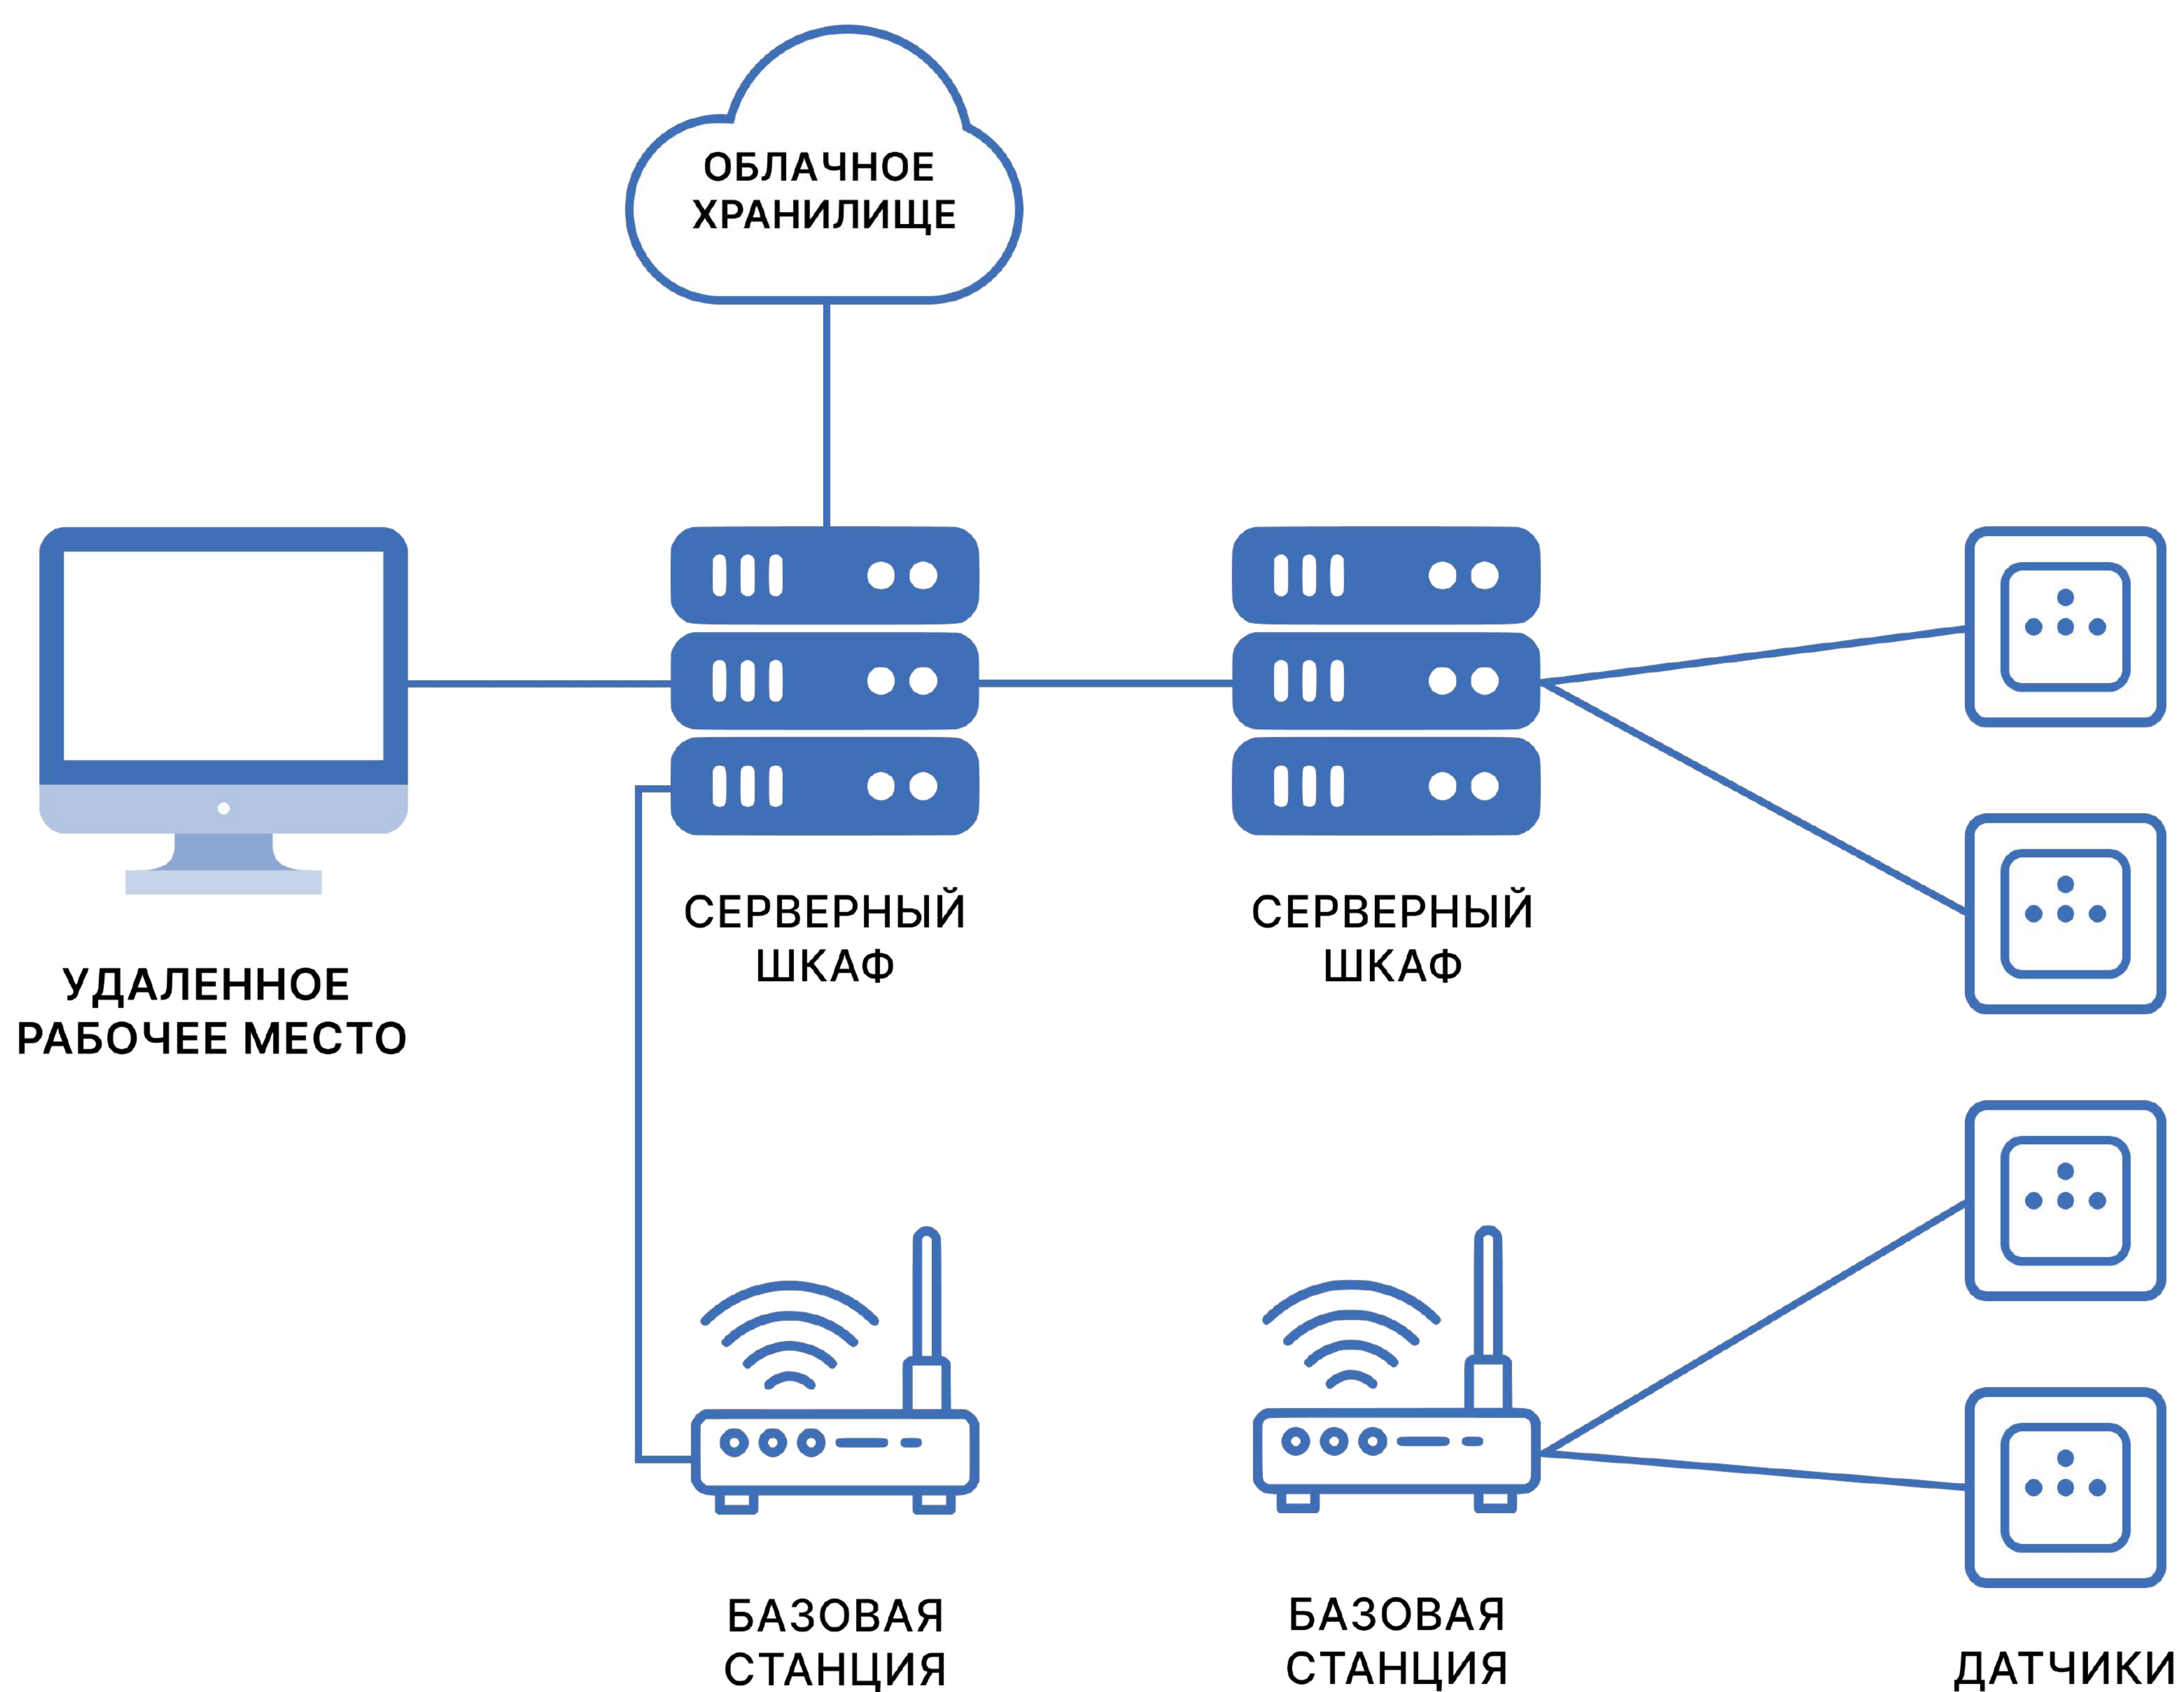 ОБЛАЧНОЕ
ХРАНИЛИЩЕ
СЕРВЕРНЫЙ
ШКАФ
СЕРВЕРНЫЙ
ШКАФ
УДАЛЕННОЕ
РАБОЧЕЕ МЕСТО
БАЗОВАЯ
СТАНЦИЯ
БАЗОВАЯ
СТАНЦИЯ
ДАТЧИКИ